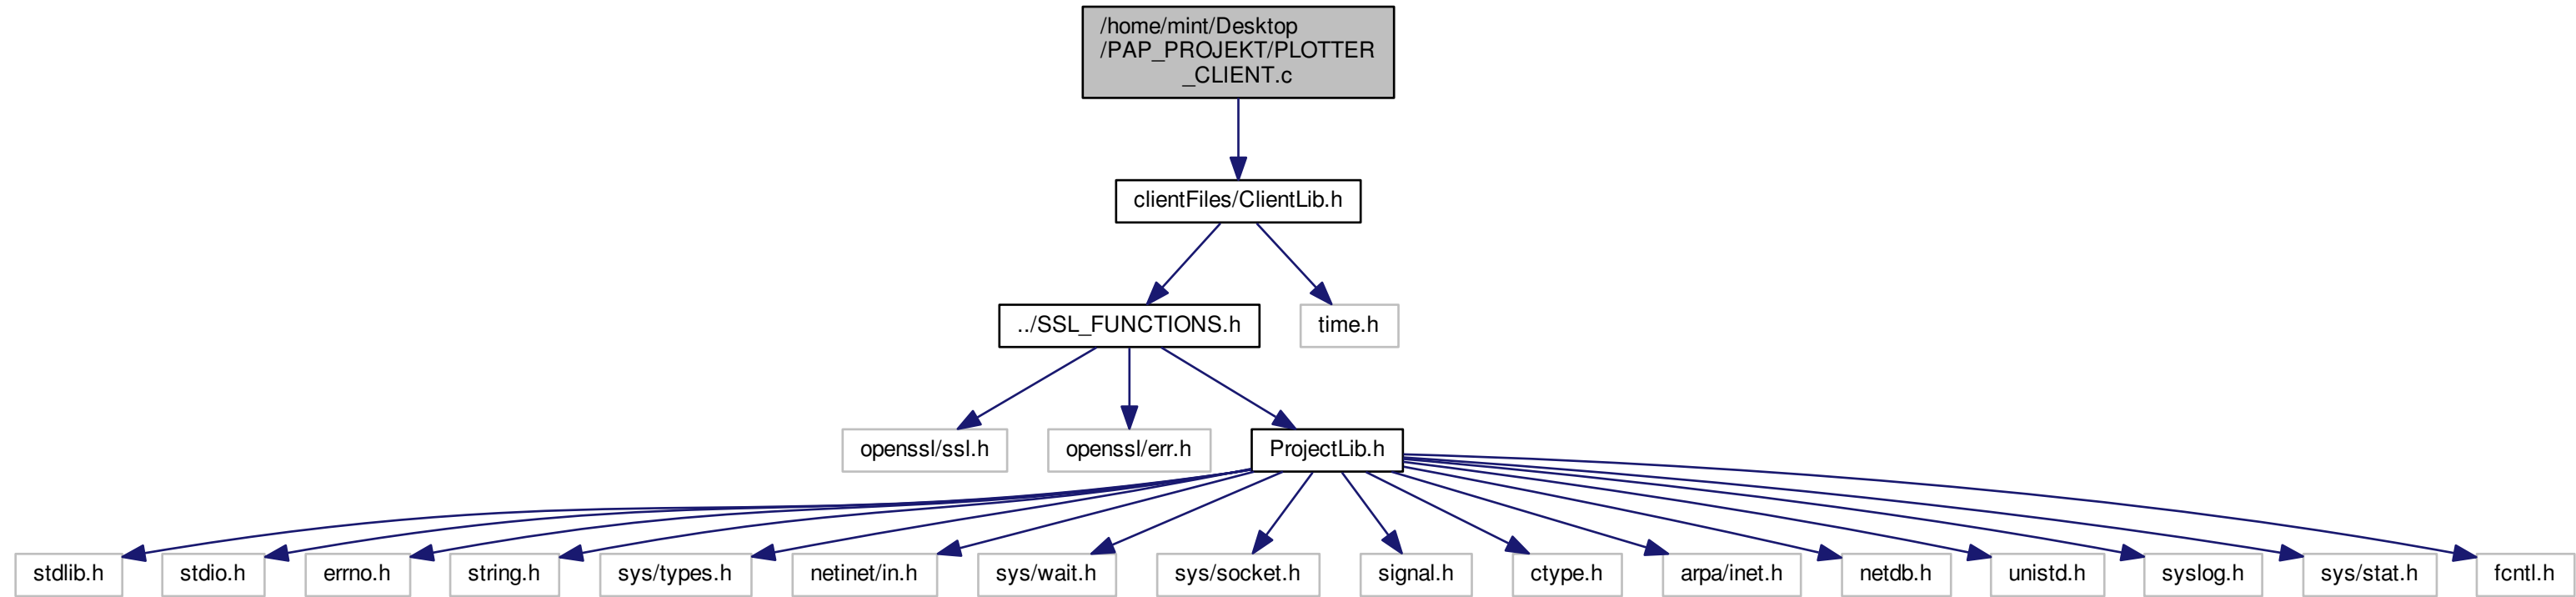 /home/mint/Desktop
/PAP_PROJEKT/PLOTTER
_CLIENT.c
clientFiles/ClientLib.h
../SSL_FUNCTIONS.h
time.h
openssl/ssl.h
openssl/err.h
ProjectLib.h
stdlib.h
stdio.h
errno.h
string.h
sys/types.h
netinet/in.h
sys/wait.h
sys/socket.h
signal.h
ctype.h
arpa/inet.h
netdb.h
unistd.h
syslog.h
sys/stat.h
fcntl.h